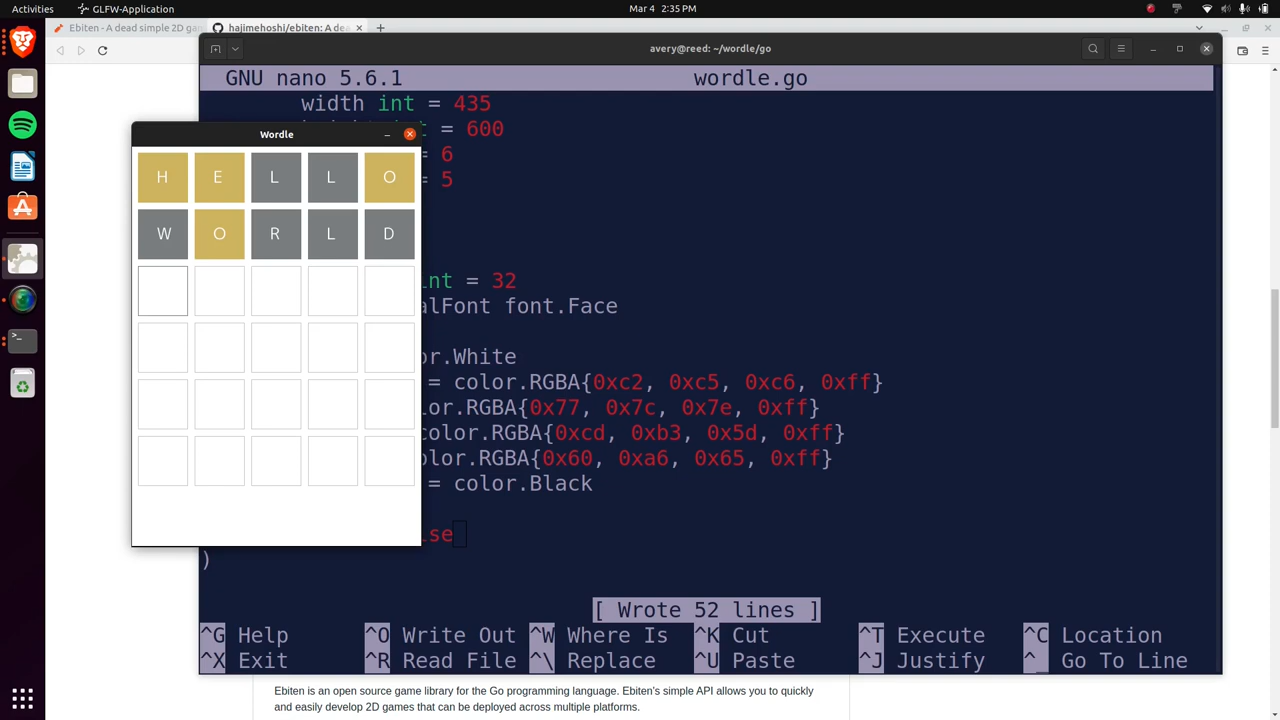 Activities
GLFW-Application
Mar 4 2:35 PM
Ebiten - A dead simple 2D gam
hajimehoshi/ebiten: A dea
avery@reed: ~/wordle/go
GNU nano 5.6.1 wordle.go
width int = 435
= 600
= 6
= 5
int = 32
alFont font.Face
or.White
= color.RGBA{0xc2, 0xc5, 0xc6, 0xff}
color.RGBA{0x77, 0x7c, 0x7e, 0xff}
color.RGBA{0xcd, 0xb3, 0x5d, 0xff}
olor.RGBA{0x60, 0xa6, 0x65, 0xff}
= color.Black
lse
)
[ Wrote 52 lines ]
^G Help ^O Write Out ^W Where Is ^K Cut ^T Execute ^C Location
^X Exit ^R Read File ^\ Replace ^U Paste ^J Justify ^_ Go To Line
Wordle
H E L L O
W O R L D
Ebiten is an open source game library for the Go programming language. Ebiten's simple API allows you to quickly
and easily develop 2D games that can be deployed across multiple platforms.